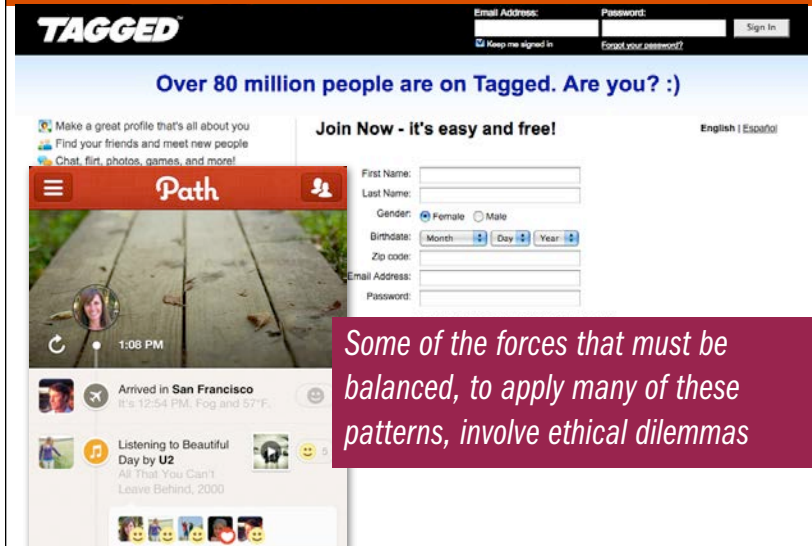 TAGGED
Email Address:
Password:
Sign In
Keep me signed in
Forgot your password?
Over 80 million people are on Tagged. Are you? :)
Make a great profile that's all about you
Find your friends and meet new people
Chat, flirt, photos, games, and more!
Join Now - it's easy and free!
English | Español
First Name:
Last Name:
Gender:
Female
Male
Birthdate:
Month
Day
Year
Zip code:
Email Address:
Password:
Path
1:08 PM
Arrived in San Francisco
It's 12:54 PM. Fog and 57°F.
Listening to Beautiful
Day by U2
All That You Can't
Leave Behind, 2000
5
Some of the forces that must be
balanced, to apply many of these
patterns, involve ethical dilemmas